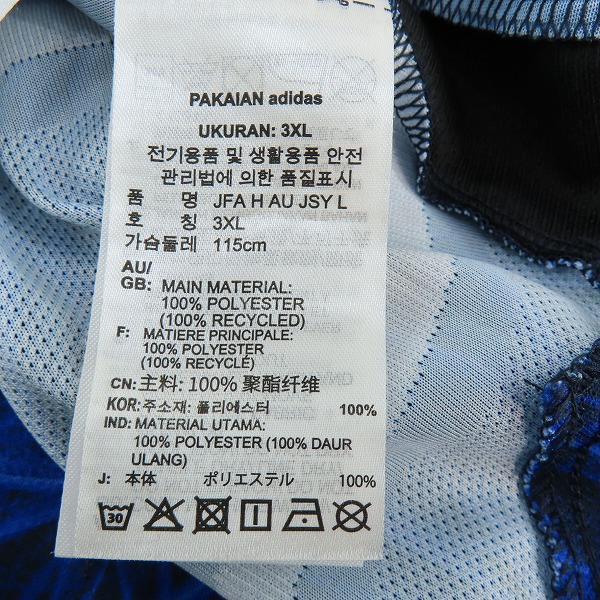 PAKAIAN adidas
UKURAN: 3XL
전기용품 및 생활용품 안전
관리법에 의한 품질표시
품 명 JFA H AU JSY L
호 칭 3XL
가슴둘레 115cm
AU/
GB: MAIN MATERIAL:
100% POLYESTER
(100% RECYCLED)
F: MATIERE PRINCIPALE:
100% POLYESTER
(100% RECYCLÉ)
CN: 主料: 100% 聚酯纤维
KOR: 주소재: 폴리에스터 100%
IND: MATERIAL UTAMA:
100% POLYESTER (100% DAUR
ULANG)
J: 本体 ポリエステル 100%
30